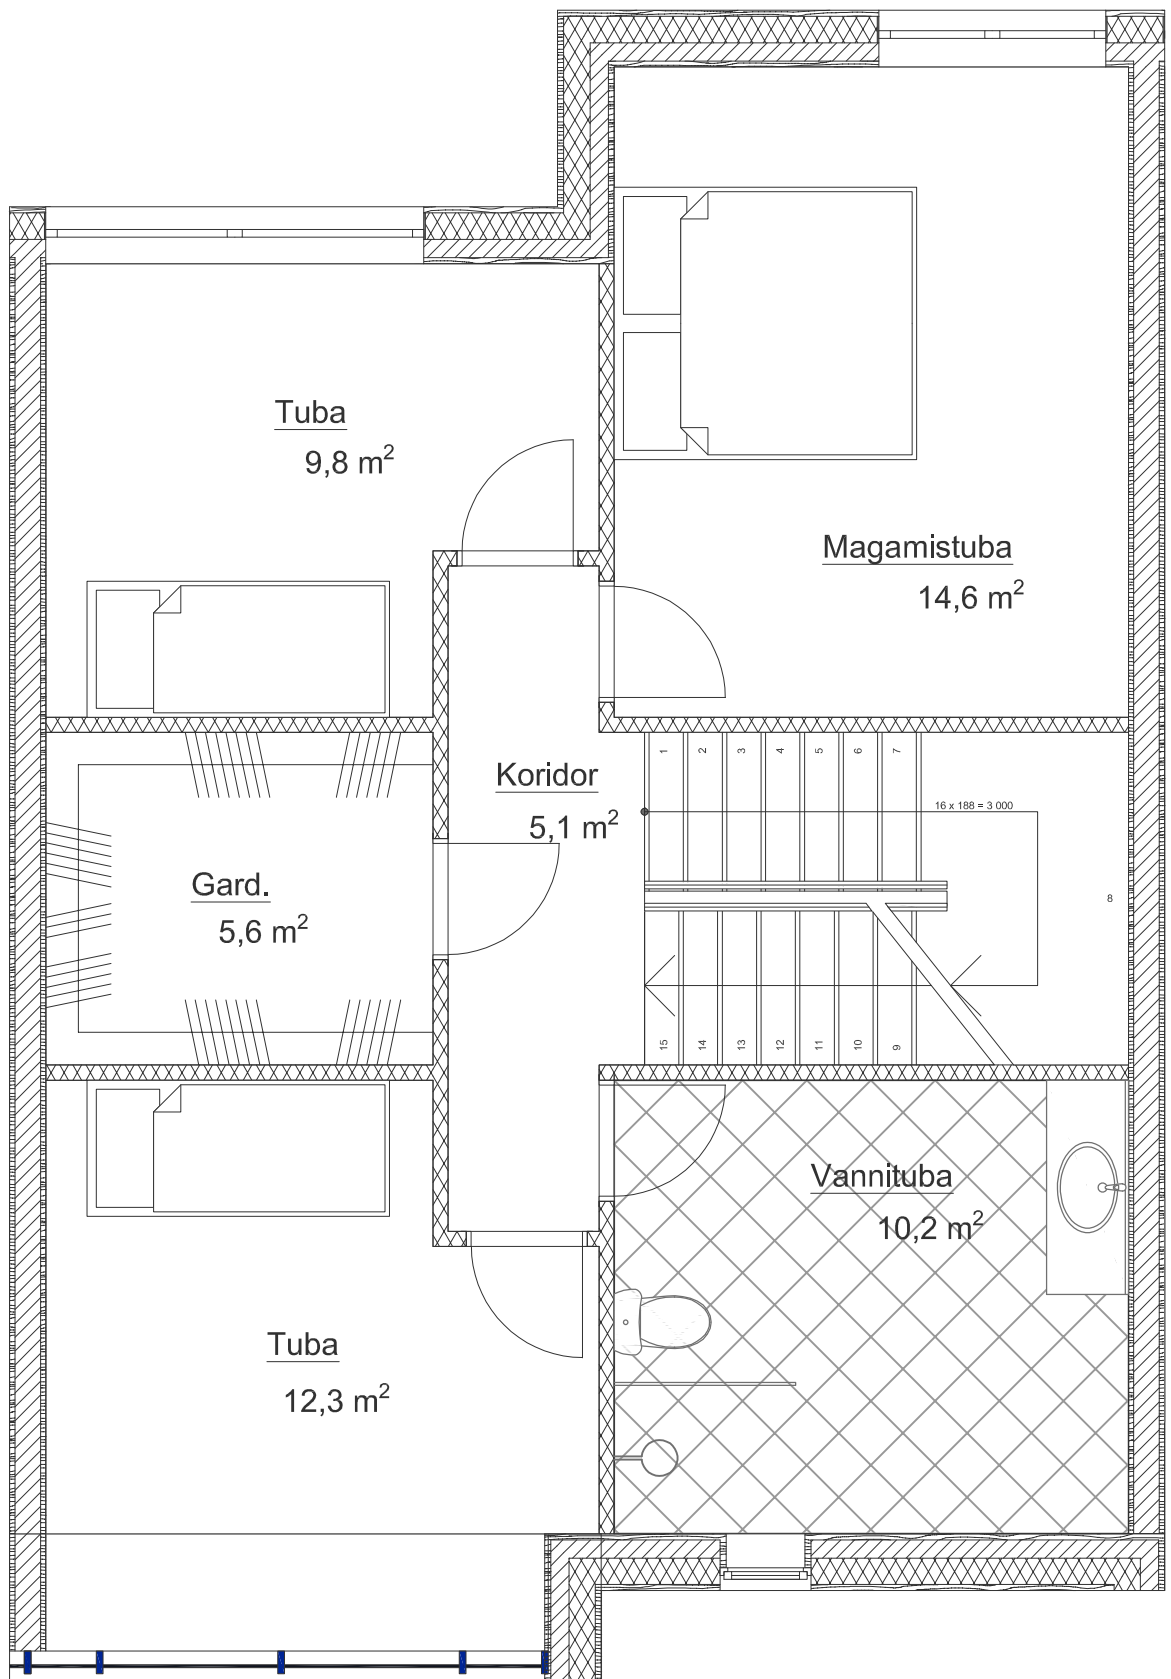 Tuba
9,8 m²
Magamistuba
14,6 m²
Koridor
5,1 m²
1 2 3 4 5 6 7
16 x 188 = 3 000
8
Gard.
5,6 m²
15 14 13 12 11 10 9
Vannituba
10,2 m²
Tuba
12,3 m²